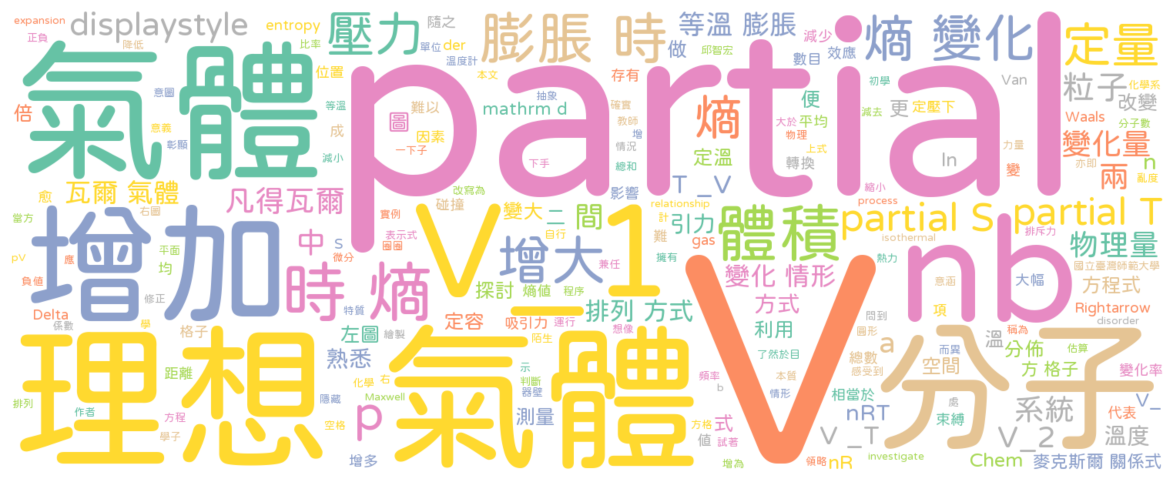 expansion
displaystyle
entropy
壓力
隨之
膨脹 時
der
等溫 膨脹
減少
邱智宏
熵 變化
定量
正負
降低
比率
單位
溫度計
做
數目
效應
氣體
partial
位置
本文
存有
粒子
初學
化學系
意圖
倍
等溫
難以
mathrm d
抽象
確實
熵
便
更
Van
定壓下
改變
減去
分子數
意義
成
圖
因素
教師
增
大於
平均
Waals
彰顯
一下子
情況
物理
上式
變化量
n
減小
下手
定溫
總和
轉換
ln
力量
亦即
亂度
愈
瓦爾 氣體
改寫為
碰撞
影響
T _V
縮小
變
兩
process
右圖
凡得瓦爾
實例
變大
二
間
relationship
引力
體積
partial S
partial T
當方
增加
中
s
表示式
V _1
計
難
gas
isothermal
排斥力
物理量
平面
圈圈
微分
增大
自行
兼任
擁有
變化 情形
熱力
nb
國立臺灣師範大學
pV
均
應
時 熵
探討
熵值
程序
V
意涵
大幅
方程式
負值
修正
特質
排列 方式
方式
項
Rightarrow
Delta
係數
學
繪製
左圖
定容
吸引力
運行
想像
利用
問到
稱為
disorder
理想 氣體
格子
熟悉
陌生
了然於目
圓形
a
分子
溫
而異
分佈
估算
距離
化學
右
示
判斷
器壁
頻率
本質
總數
感受到
空間
方 格子
變化率
排列
作者
隱藏
Maxwell
測量
b
情形
相當於
束縛
處
系統
V_
方程
p
空格
式
方格
nRT
代表
學子
值
試著
V _T
V_2
溫度
增多
增為
領略
nR
investigate
Chem
麥克斯爾 關係式